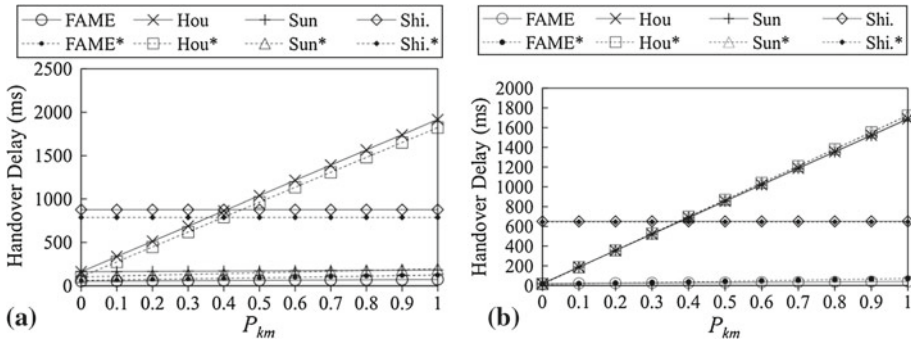 FAME Hou Sun Shi.
FAME* Hou* Sun* Shi.*
2500
2000
1500
1000
500
0
Handover Delay (ms)
0 0.1 0.2 0.3 0.4 0.5 0.6 0.7 0.8 0.9 1
(a)
P_km
FAME Hou Sun Shi.
FAME* Hou* Sun* Shi.*
2000
1800
1600
1400
1200
1000
800
600
400
200
0
Handover Delay (ms)
0 0.1 0.2 0.3 0.4 0.5 0.6 0.7 0.8 0.9 1
(b)
P_km